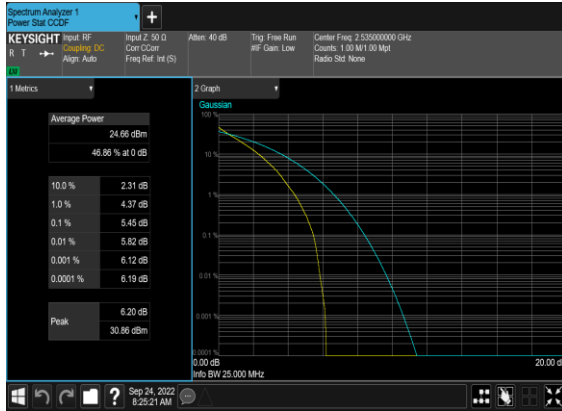 Spectrum Analyzer 1
Power Stat CCDF
+
KEYSIGHT
R T
LU
Input: RF
Coupling: DC
Align: Auto
Input Z: 50 Ω
Corr CCorr
Freq Ref: Int (S)
Atten: 40 dB
Trig: Free Run
#IF Gain: Low
Center Freq: 2.535000000 GHz
Counts: 1.00 M/1.00 Mpt
Radio Std: None
1 Metrics
Average Power
24.66 dBm
46.86 % at 0 dB
10.0 % 2.31 dB
1.0 % 4.37 dB
0.1 % 5.45 dB
0.01 % 5.82 dB
0.001 % 6.12 dB
0.0001 % 6.19 dB
Peak
6.20 dB
30.86 dBm
2 Graph
Gaussian
100 %
10 %
1 %
0.1 %
0.01 %
0.001 %
0.0001 %
0.00 dB
20.00 d
Info BW 25.000 MHz
?
Sep 24, 2022
8:25:21 AM